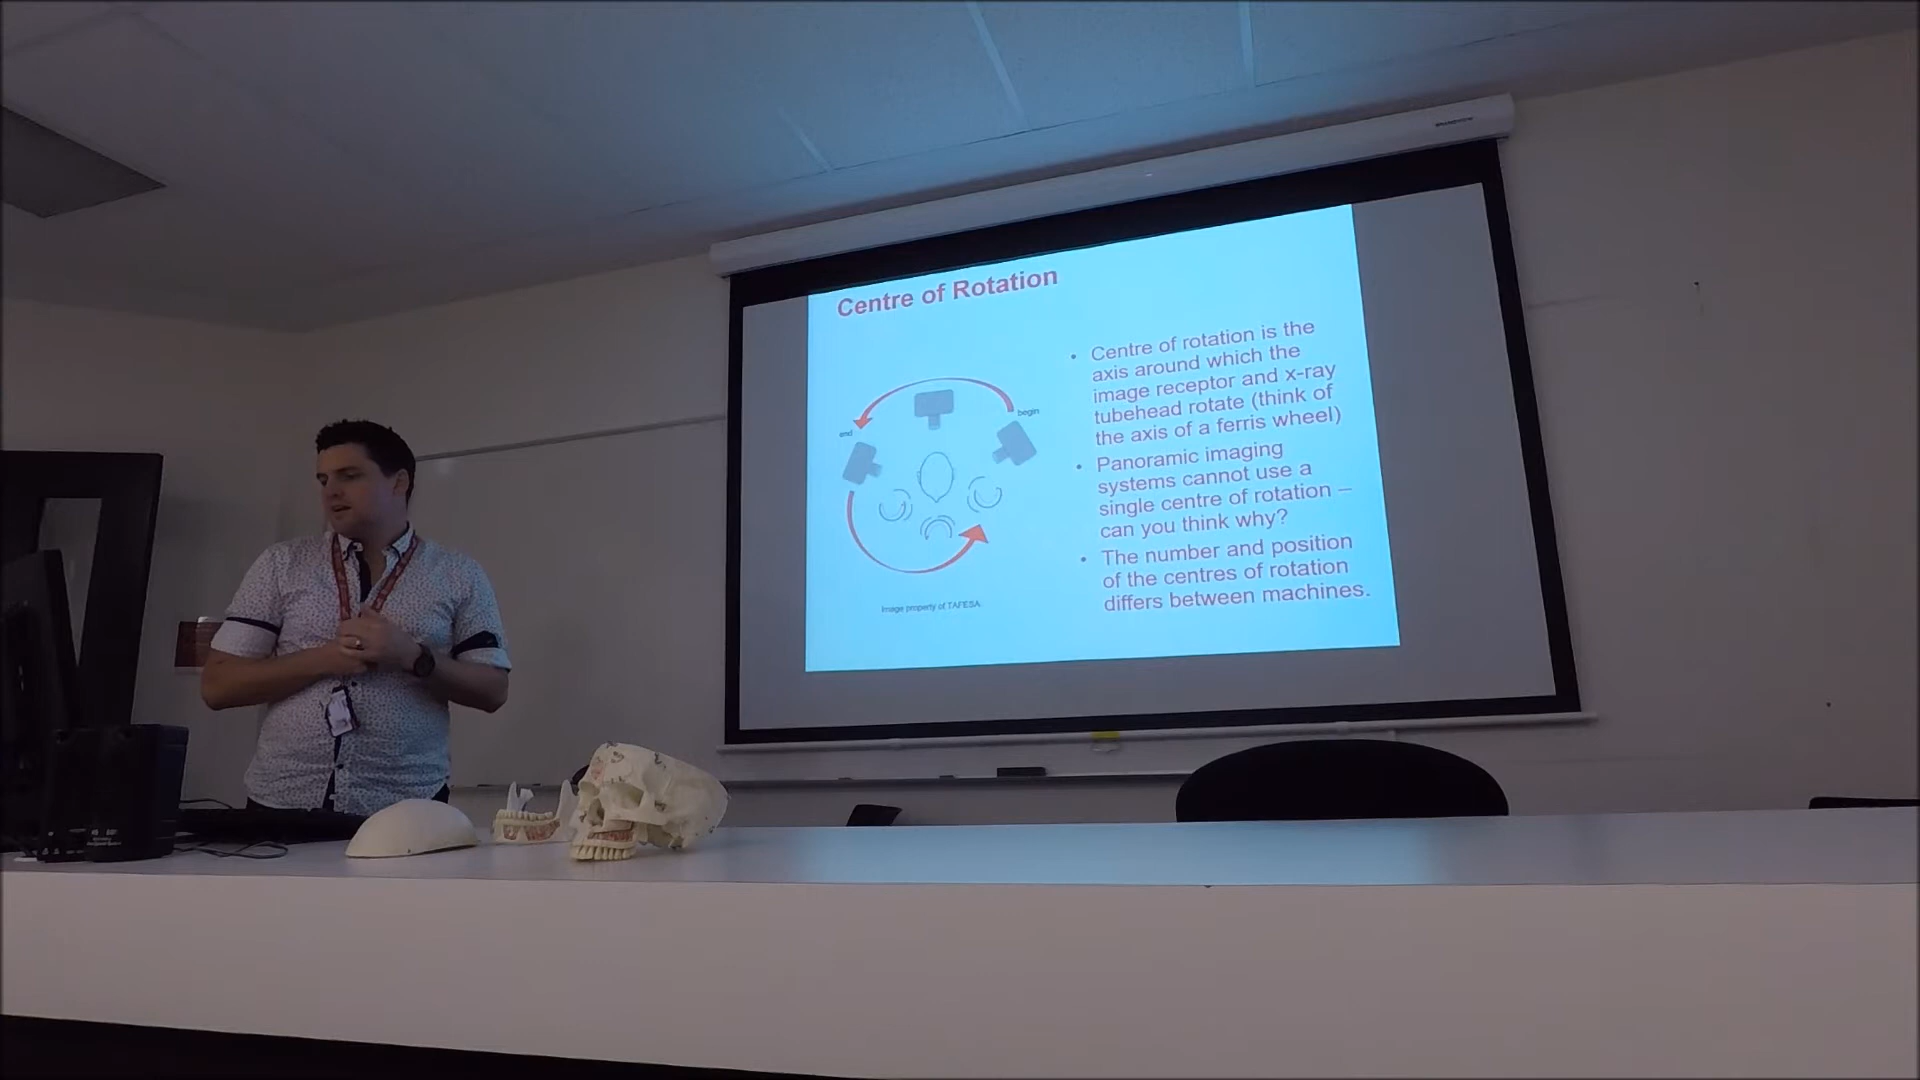 Centre of Rotation
• Centre of rotation is the
axis around which the
image receptor and x-ray
tubehead rotate (think of
the axis of a ferris wheel)
• Panoramic imaging
systems cannot use a
single centre of rotation –
can you think why?
• The number and position
of the centres of rotation
differs between machines.
begin
end
Image property of TAFESA